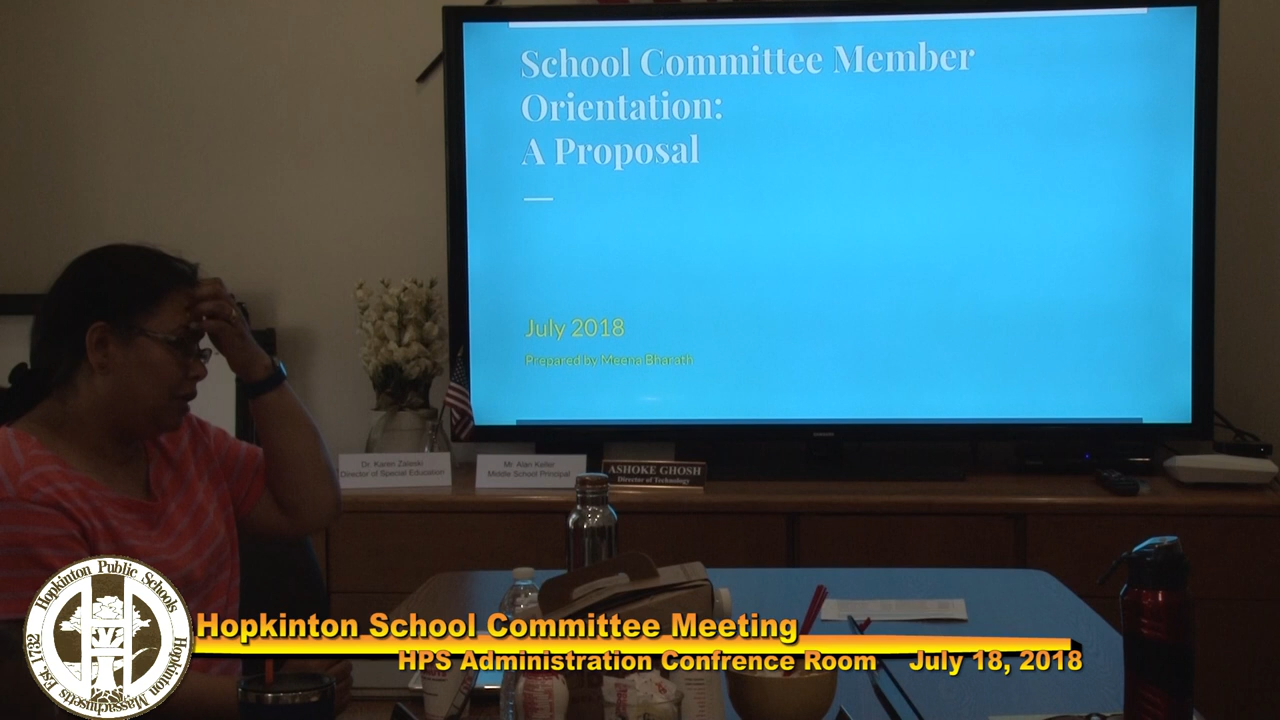 School Committee Member
Orientation:
A Proposal
July 2018
Prepared by Meena Bharath
Dr. Karen Zaleski
Director of Special Education
Mr. Alan Keller
Middle School Principal
ASHOKE GHOSH
Director of Technology
Hopkinton Public Schools
Hopkinton Massachusetts Est. 1732
Hopkinton School Committee Meeting
HPS Administration Confrence Room July 18, 2018